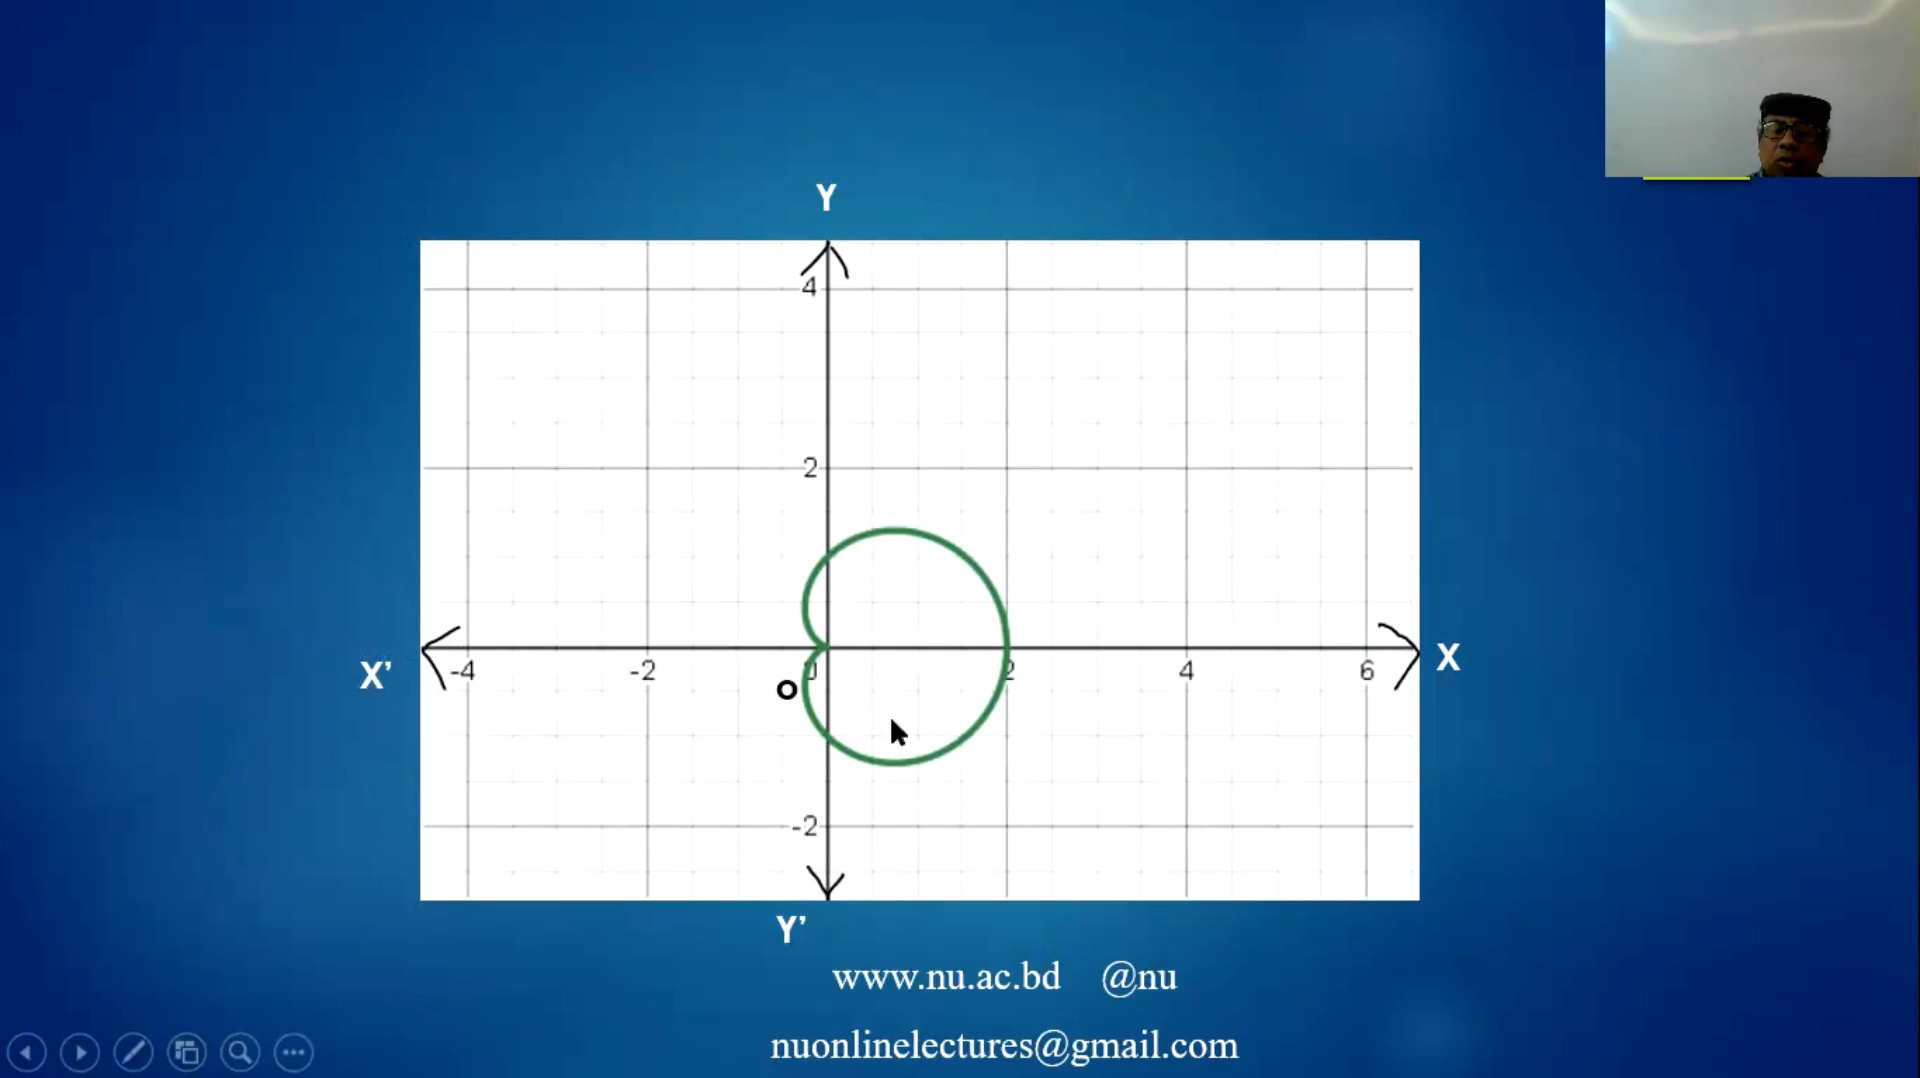 Y
4
2
X' -4 -2 0 2 4 6 X
O
-2
Y'
www.nu.ac.bd @nu
nuonlinelectures@gmail.com